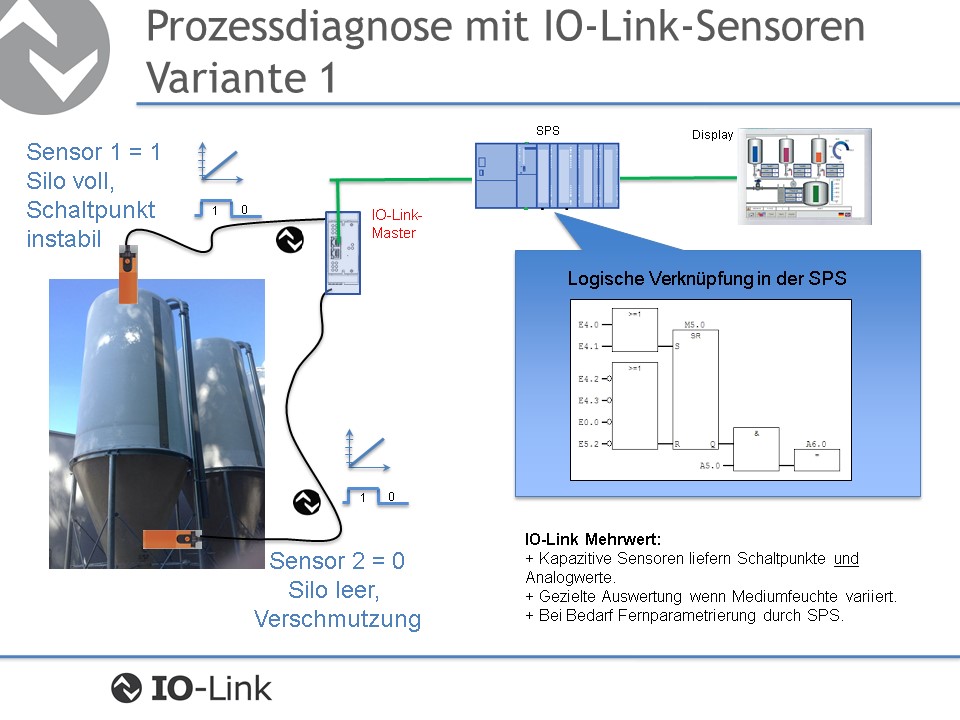 Prozessdiagnose mit IO-Link-Sensoren
Variante 1
Sensor 1 = 1
Silo voll,
Schaltpunkt
instabil
1 0
IO-Link-
Master
SPS
Display
Logische Verknüpfung in der SPS
>=1
E4.0
E4.1
M5.0
SR
S
>=1
E4.2
E4.3
E0.0
E5.2
R Q
&
A5.0
A6.0
=
1 0
Sensor 2 = 0
Silo leer,
Verschmutzung
IO-Link Mehrwert:
+ Kapazitive Sensoren liefern Schaltpunkte und
Analogwerte.
+ Gezielte Auswertung wenn Mediumfeuchte variiert.
+ Bei Bedarf Fernparametrierung durch SPS.
IO-Link